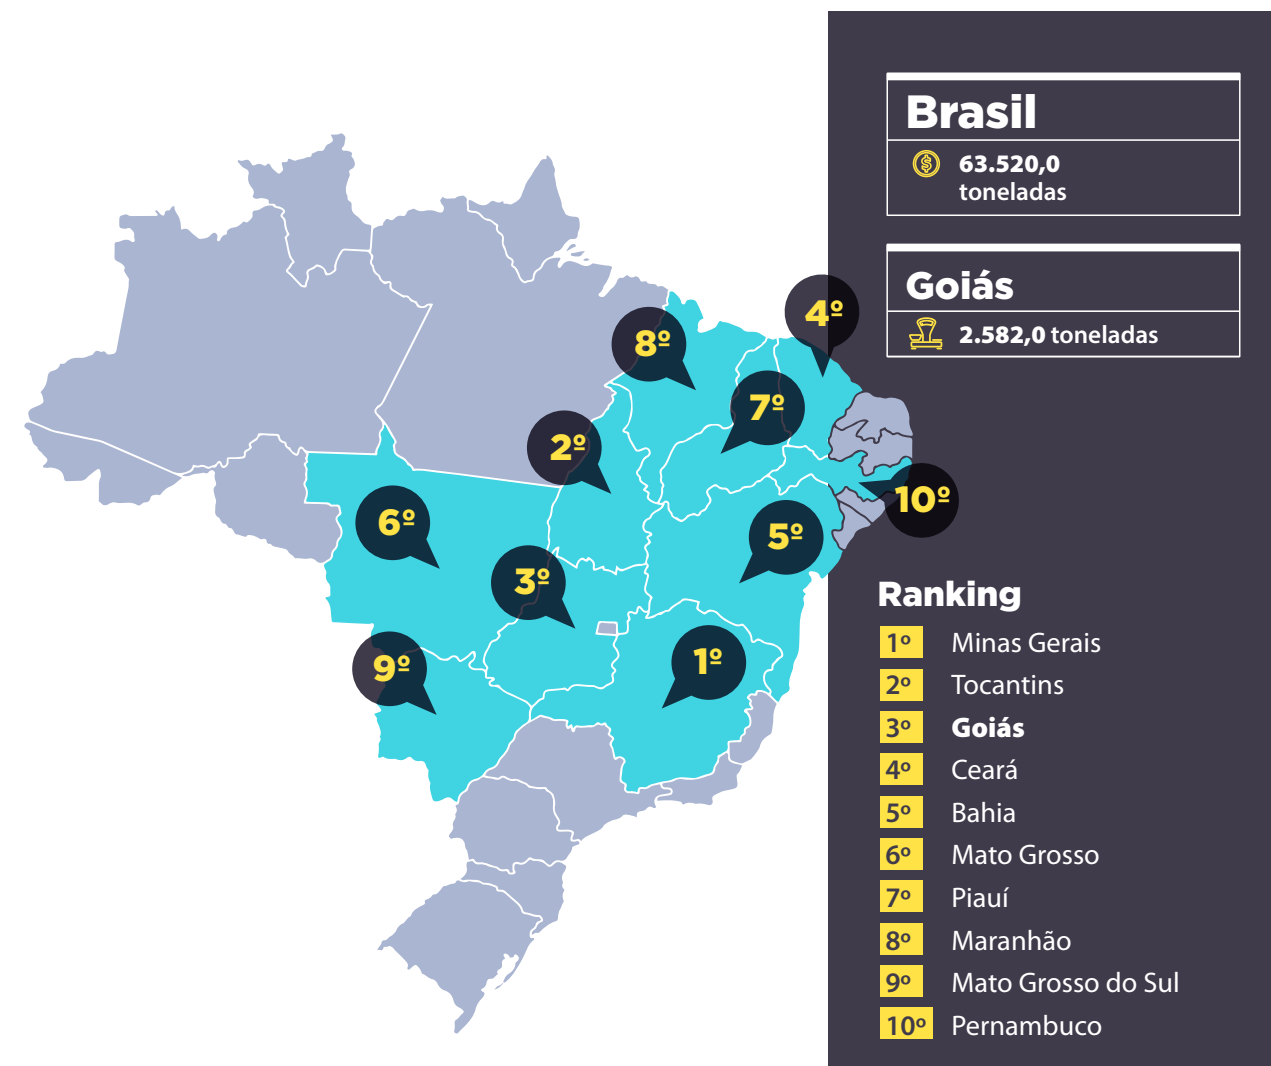 Brasil
63.520,0
toneladas
Goiás
2.582,0 toneladas
4º
8º
7º
2º
10º
6º
5º
3º
1º
9º
Ranking
1º Minas Gerais
2º Tocantins
3º Goiás
4º Ceará
5º Bahia
6º Mato Grosso
7º Piauí
8º Maranhão
9º Mato Grosso do Sul
10º Pernambuco